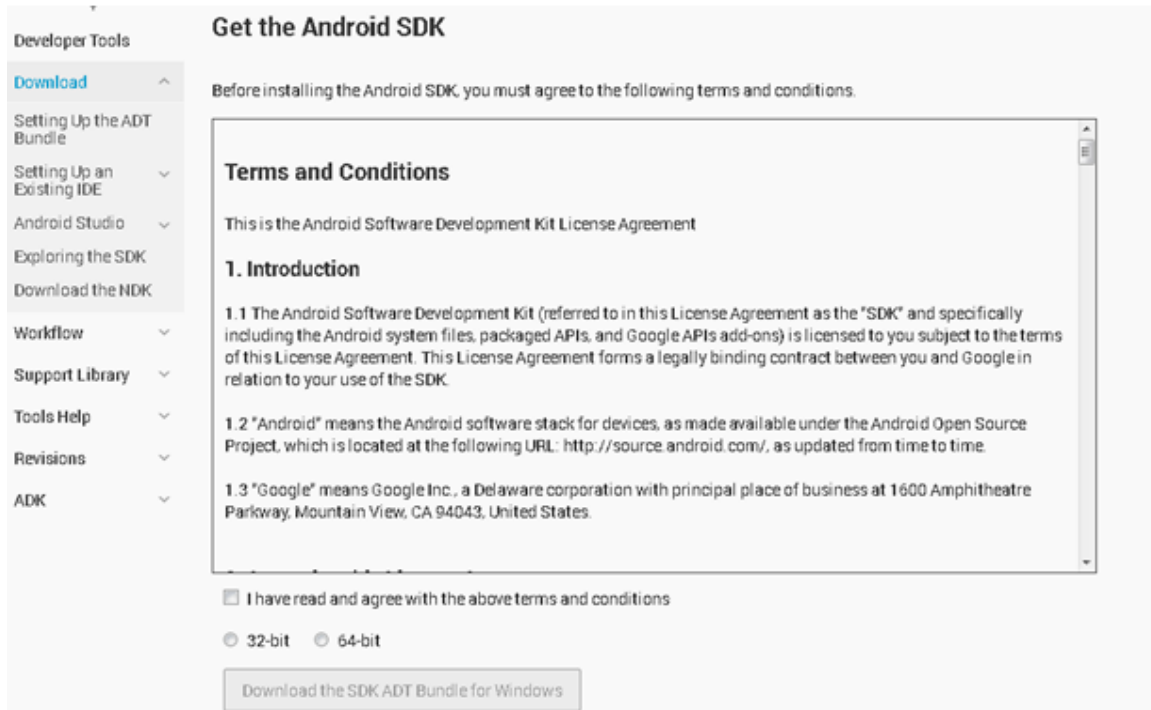 Developer Tools
Download
Setting Up the ADT
Bundle
Setting Up an
Existing IDE
Android Studio
Exploring the SDK
Download the NDK
Workflow
Support Library
Tools Help
Revisions
ADK
Get the Android SDK
Before installing the Android SDK, you must agree to the following terms and conditions.
Terms and Conditions
This is the Android Software Development Kit License Agreement
1. Introduction
1.1 The Android Software Development Kit (referred to in this License Agreement as the "SDK" and specifically
including the Android system files, packaged APIs, and Google APIs add-ons) is licensed to you subject to the terms
of this License Agreement. This License Agreement forms a legally binding contract between you and Google in
relation to your use of the SDK.
1.2 "Android" means the Android software stack for devices, as made available under the Android Open Source
Project, which is located at the following URL: http://source.android.com/, as updated from time to time.
1.3 "Google" means Google Inc., a Delaware corporation with principal place of business at 1600 Amphitheatre
Parkway, Mountain View, CA 94043, United States.
I have read and agree with the above terms and conditions
32-bit 64-bit
Download the SDK ADT Bundle for Windows